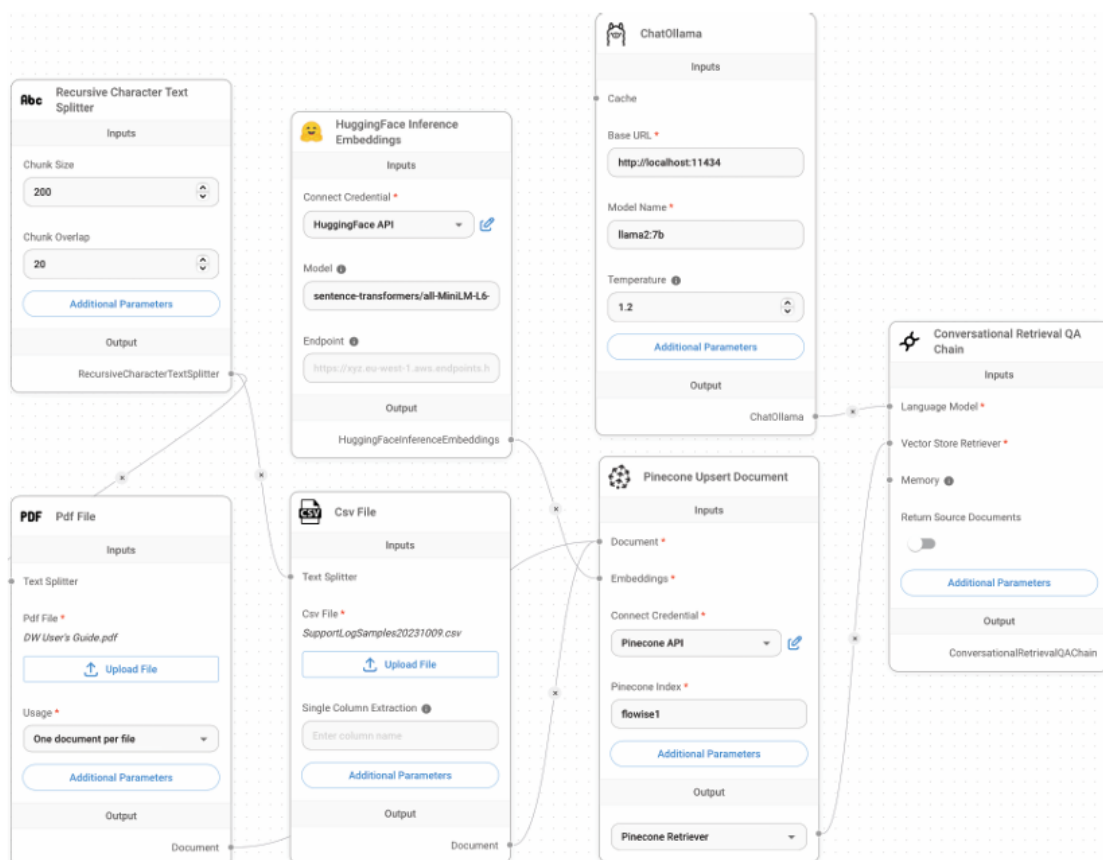 Abc
Recursive Character Text
Splitter
Inputs
Chunk Size
200
Chunk Overlap
20
Additional Parameters
Output
RecursiveCharacterTextSplitter
HuggingFace Inference
Embeddings
Inputs
Connect Credential *
HuggingFace API
Model
sentence-transformers/all-MiniLM-L6-
Endpoint
https://xyz.eu-west-1.aws.endpoints.h
Output
HuggingFaceInferenceEmbeddings
ChatOllama
Inputs
Cache
Base URL *
http://localhost:11434
Model Name *
llama2:7b
Temperature
1.2
Additional Parameters
Output
ChatOllama
PDF Pdf File
Inputs
Text Splitter
Pdf File *
DW User's Guide.pdf
Upload File
Usage *
One document per file
Additional Parameters
Output
Document
CSV Csv File
Inputs
Text Splitter
Csv File *
SupportLogSamples20231009.csv
Upload File
Single Column Extraction
Enter column name
Additional Parameters
Output
Document
Pinecone Upsert Document
Inputs
Document *
Embeddings *
Connect Credential *
Pinecone API
Pinecone Index *
flowise1
Additional Parameters
Output
Pinecone Retriever
Conversational Retrieval QA
Chain
Inputs
Language Model *
Vector Store Retriever *
Memory
Return Source Documents
Additional Parameters
Output
ConversationalRetrievalQAChain